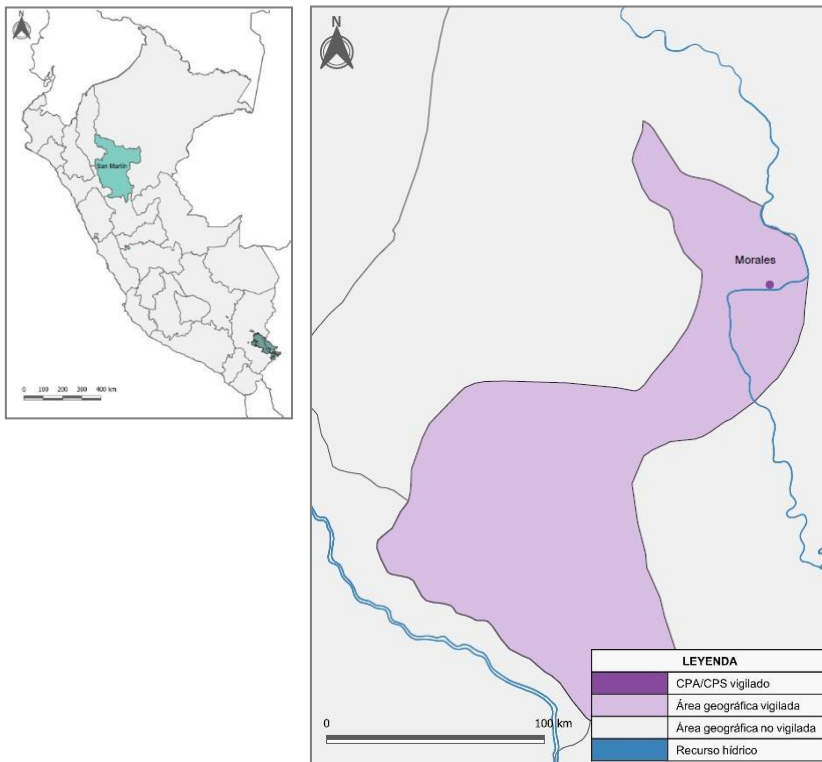 N
San Martín
0 100 200 300 400 km
N
Morales
0 100 km
LEYENDA
CPA/CPS vigilado
Área geográfica vigilada
Área geográfica no vigilada
Recurso hídrico